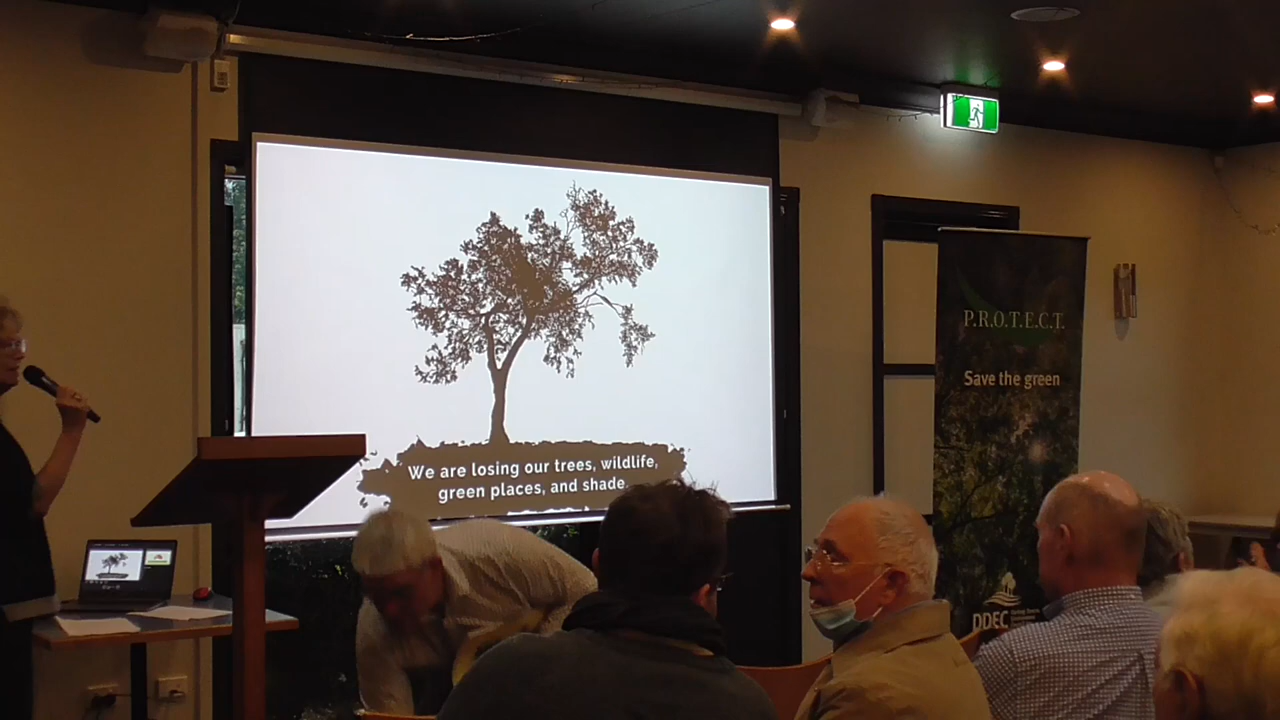 We are losing our trees, wildlife,
green places, and shade.
P.R.O.T.E.C.T.
Save the green
DDEC